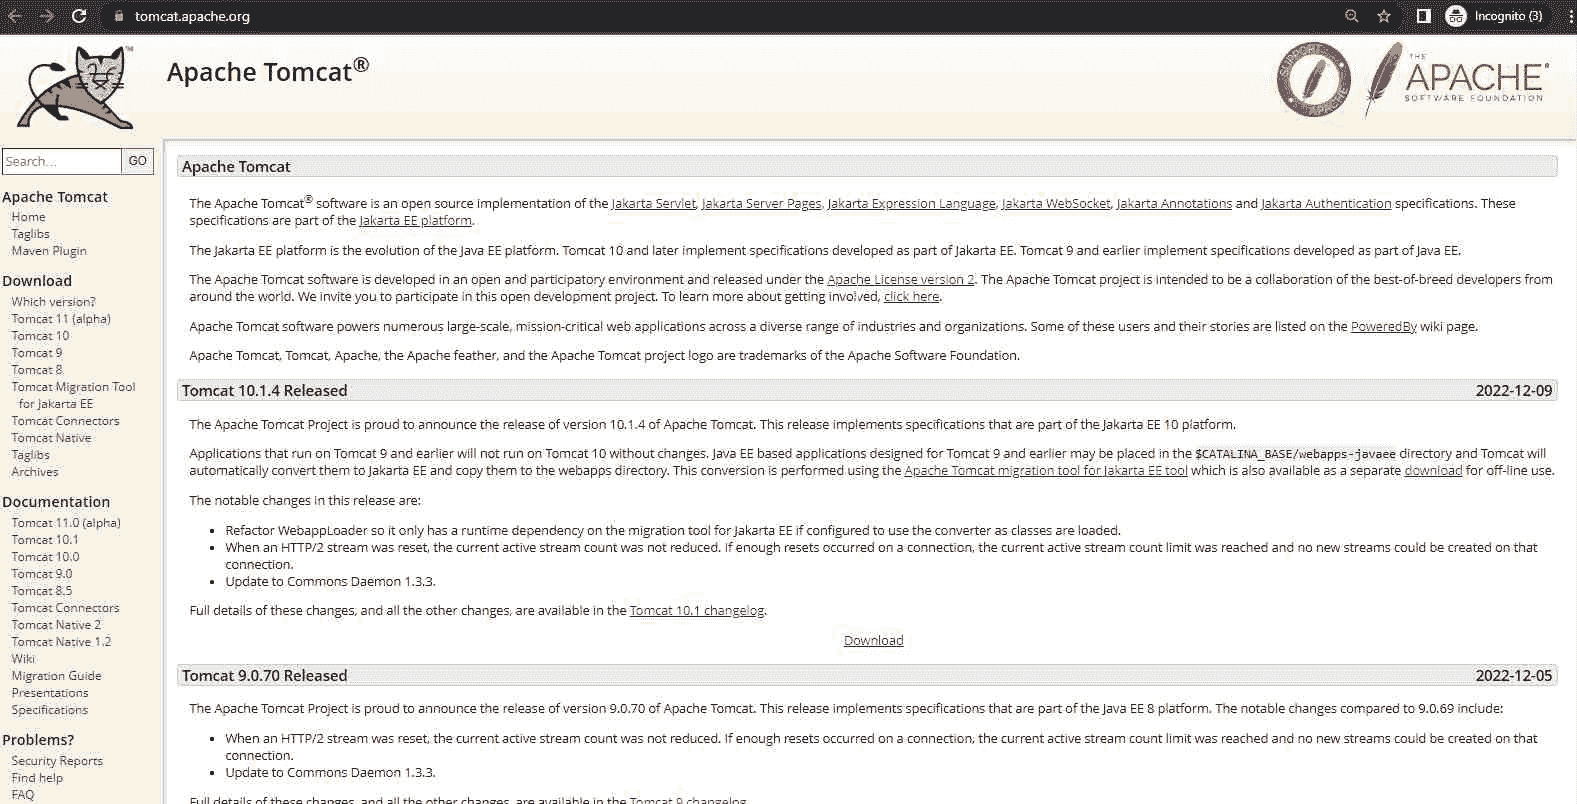 tomcat.apache.org
Incognito (3)
TM
Apache Tomcat®
SUPPORT APACHE
THE
APACHE®
SOFTWARE FOUNDATION
Search...
GO
Apache Tomcat
Home
Taglibs
Maven Plugin
Download
Which version?
Tomcat 11 (alpha)
Tomcat 10
Tomcat 9
Tomcat 8
Tomcat Migration Tool
for Jakarta EE
Tomcat Connectors
Tomcat Native
Taglibs
Archives
Documentation
Tomcat 11.0 (alpha)
Tomcat 10.1
Tomcat 10.0
Tomcat 9.0
Tomcat 8.5
Tomcat Connectors
Tomcat Native 2
Tomcat Native 1.2
Wiki
Migration Guide
Presentations
Specifications
Problems?
Security Reports
Find help
FAQ
Apache Tomcat
The Apache Tomcat® software is an open source implementation of the Jakarta Servlet, Jakarta Server Pages, Jakarta Expression Language, Jakarta WebSocket, Jakarta Annotations and Jakarta Authentication specifications. These
specifications are part of the Jakarta EE platform.
The Jakarta EE platform is the evolution of the Java EE platform. Tomcat 10 and later implement specifications developed as part of Jakarta EE. Tomcat 9 and earlier implement specifications developed as part of Java EE.
The Apache Tomcat software is developed in an open and participatory environment and released under the Apache License version 2. The Apache Tomcat project is intended to be a collaboration of the best-of-breed developers from
around the world. We invite you to participate in this open development project. To learn more about getting involved, click here.
Apache Tomcat software powers numerous large-scale, mission-critical web applications across a diverse range of industries and organizations. Some of these users and their stories are listed on the PoweredBy wiki page.
Apache Tomcat, Tomcat, Apache, the Apache feather, and the Apache Tomcat project logo are trademarks of the Apache Software Foundation.
Tomcat 10.1.4 Released 2022-12-09
The Apache Tomcat Project is proud to announce the release of version 10.1.4 of Apache Tomcat. This release implements specifications that are part of the Jakarta EE 10 platform.
Applications that run on Tomcat 9 and earlier will not run on Tomcat 10 without changes. Java EE based applications designed for Tomcat 9 and earlier may be placed in the $CATALINA_BASE/webapps-javaee directory and Tomcat will
automatically convert them to Jakarta EE and copy them to the webapps directory. This conversion is performed using the Apache Tomcat migration tool for Jakarta EE tool which is also available as a separate download for off-line use.
The notable changes in this release are:
• Refactor WebappLoader so it only has a runtime dependency on the migration tool for Jakarta EE if configured to use the converter as classes are loaded.
• When an HTTP/2 stream was reset, the current active stream count was not reduced. If enough resets occurred on a connection, the current active stream count limit was reached and no new streams could be created on that
connection.
• Update to Commons Daemon 1.3.3.
Full details of these changes, and all the other changes, are available in the Tomcat 10.1 changelog.
Download
Tomcat 9.0.70 Released 2022-12-05
The Apache Tomcat Project is proud to announce the release of version 9.0.70 of Apache Tomcat. This release implements specifications that are part of the Java EE 8 platform. The notable changes compared to 9.0.69 include:
• When an HTTP/2 stream was reset, the current active stream count was not reduced. If enough resets occurred on a connection, the current active stream count limit was reached and no new streams could be created on that
connection.
• Update to Commons Daemon 1.3.3.
Full details of these changes, and all the other changes, are available in the Tomcat 9 changelog.